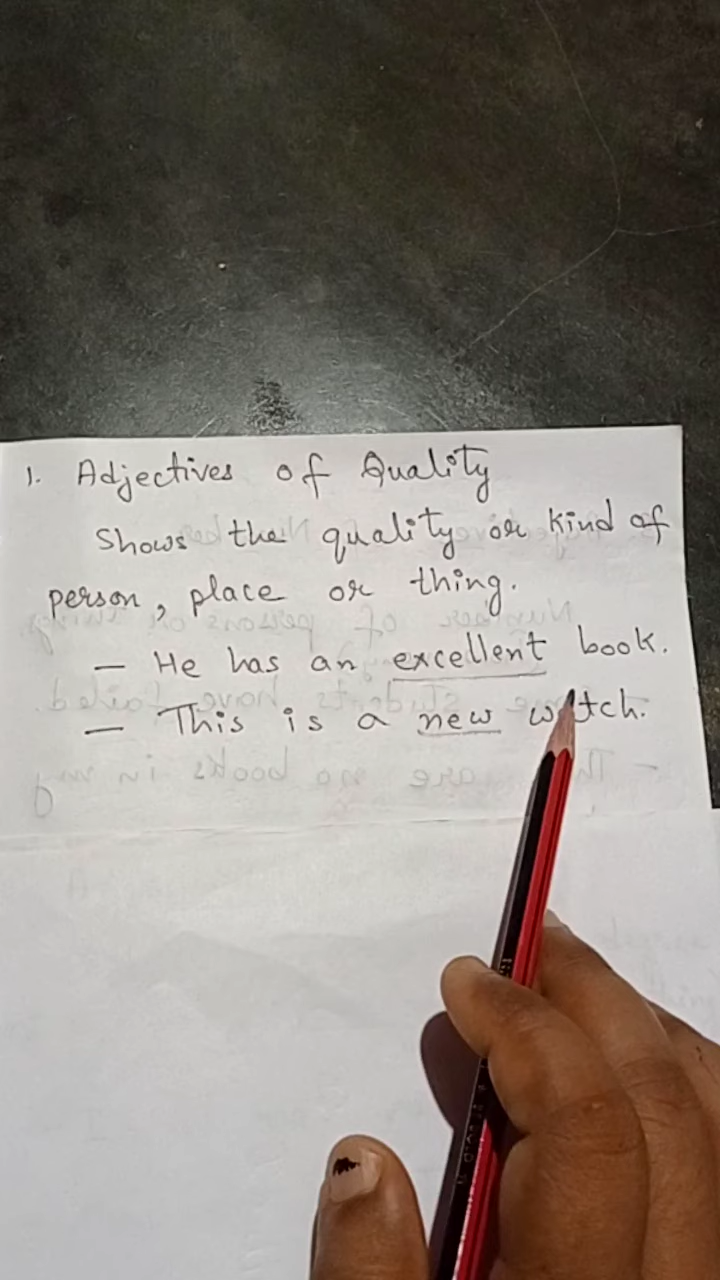 1. Adjectives of Quality
Shows the quality or kind of
person, place or thing.
— He has an excellent book.
— This is a new watch.